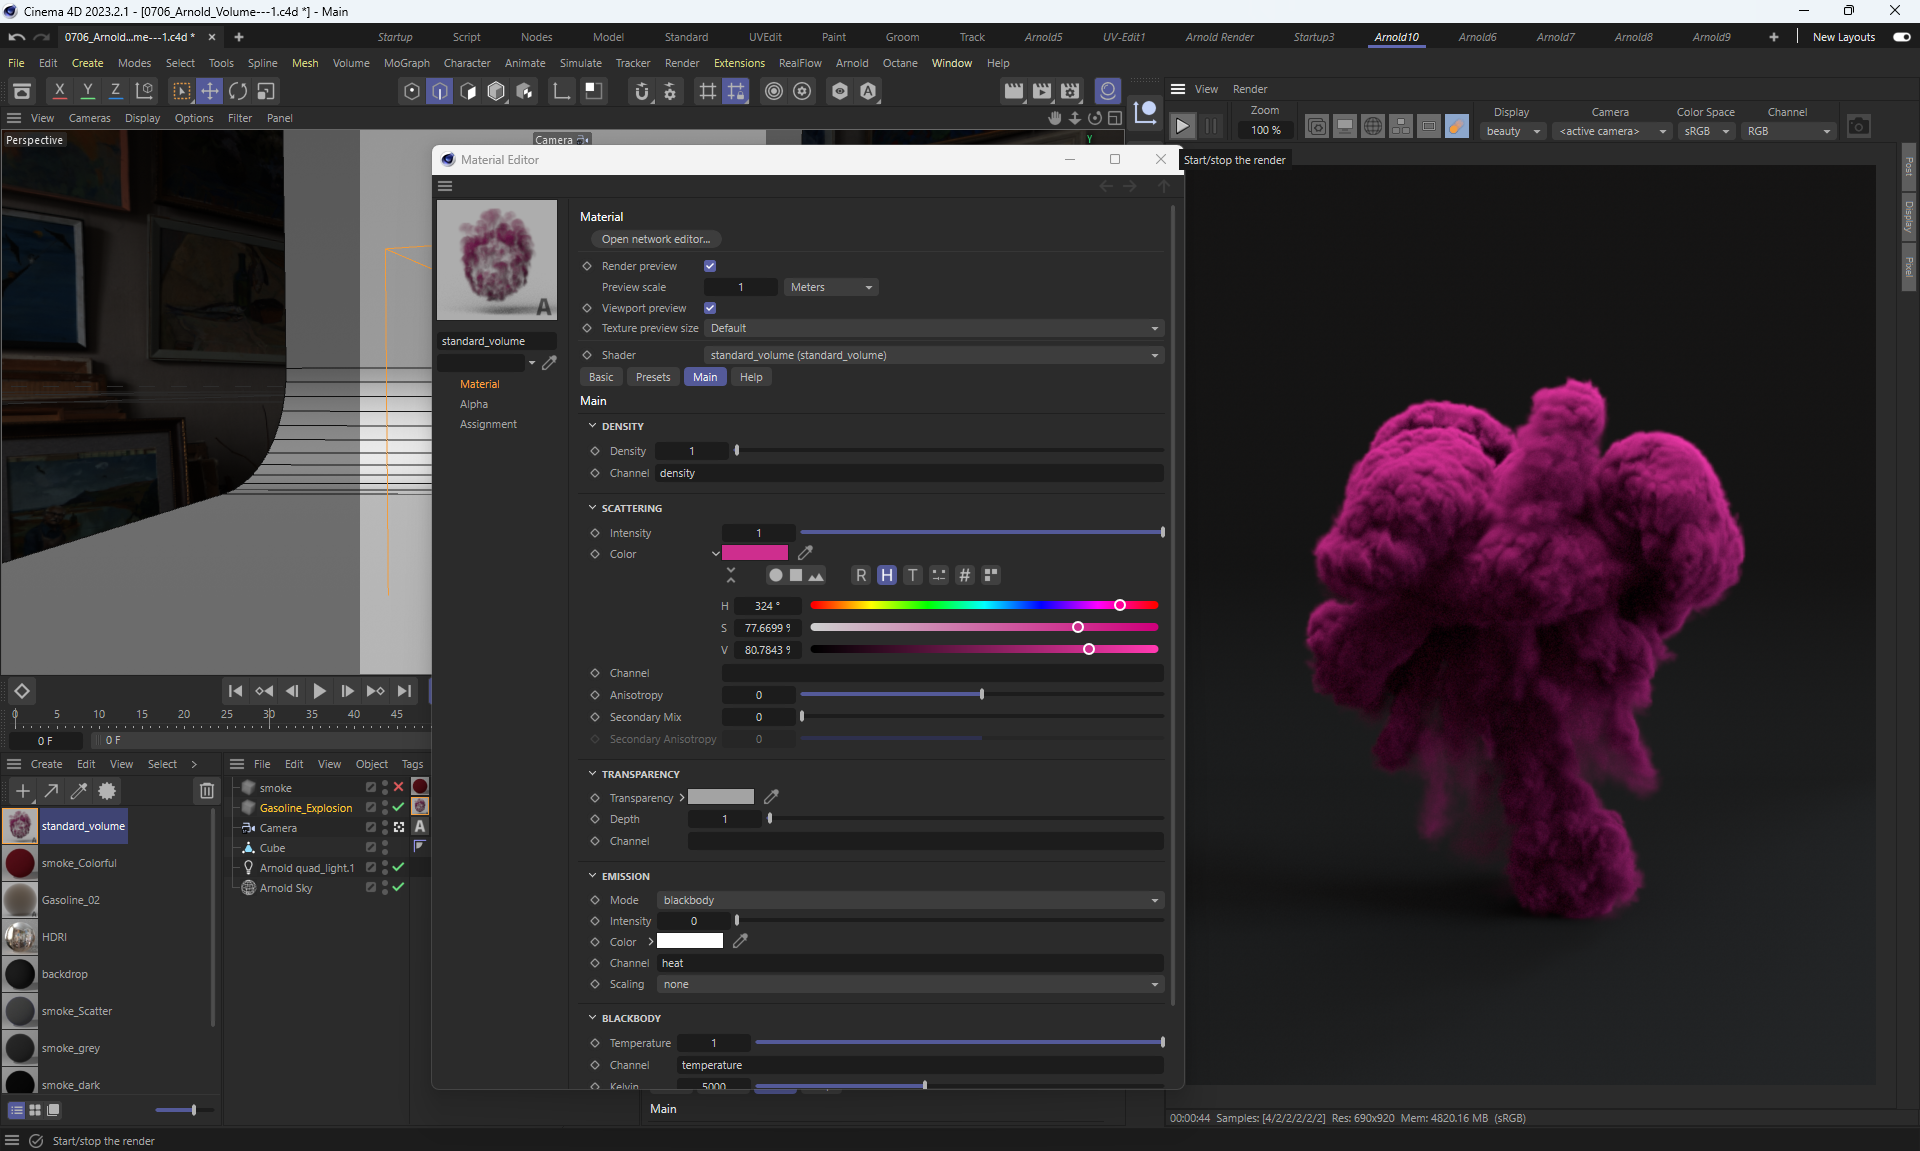 Cinema 4D 2023.2.1 - [0706_Arnold_Volume---1.c4d *] - Main
0706_Arnold...me---1.c4d * Startup Script Nodes Model Standard UVEdit Paint Groom Track Arnold5 UV-Edit1 Arnold Render Startup3 Arnold10 Arnold6 Arnold7 Arnold8 Arnold9 New Layouts
File Edit Create Modes Select Tools Spline Mesh Volume MoGraph Character Animate Simulate Tracker Render Extensions RealFlow Arnold Octane Window Help
X Y Z
View Cameras Display Options Filter Panel
View Render
Zoom Display Camera Color Space Channel
100 % beauty <active camera> sRGB RGB
Perspective
Camera
Y
Start/stop the render
Post
Display
Pixel
Material Editor
A
standard_volume
Material
Alpha
Assignment
Material
Open network editor...
Render preview
Preview scale 1 Meters
Viewport preview
Texture preview size Default
Shader standard_volume (standard_volume)
Basic Presets Main Help
Main
DENSITY
Density 1
Channel density
SCATTERING
Intensity 1
Color
R H T #
H 324 °
S 77.6699 %
V 80.7843 %
Channel
Anisotropy 0
Secondary Mix 0
Secondary Anisotropy 0
TRANSPARENCY
Transparency
Depth 1
Channel
EMISSION
Mode blackbody
Intensity 0
Color
Channel heat
Scaling none
BLACKBODY
Temperature 1
Channel temperature
Kelvin 5000
Main
0 5 10 15 20 25 30 35 40 45
0 F 0 F
Create Edit View Select
standard_volume
smoke_Colorful
Gasoline_02
HDRI
backdrop
smoke_Scatter
smoke_grey
smoke_dark
File Edit View Object Tags
smoke
Gasoline_Explosion
Camera
A
Cube
Arnold quad_light.1
Arnold Sky
00:00:44 Samples: [4/2/2/2/2/2] Res: 690x920 Mem: 4820.16 MB (sRGB)
Start/stop the render